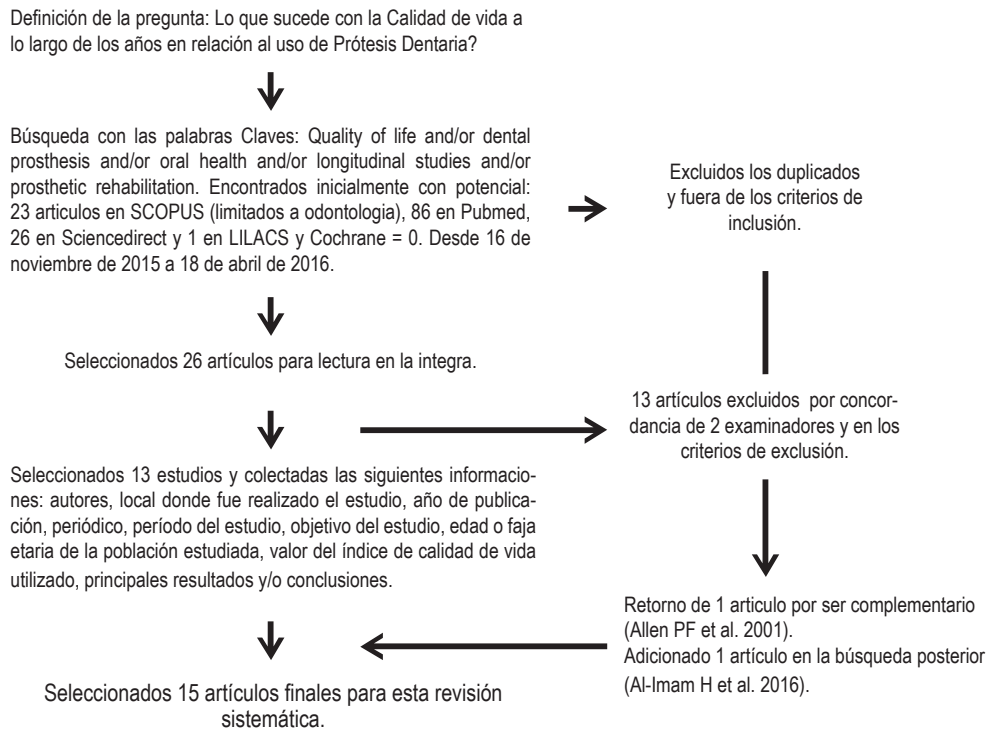 Definición de la pregunta: Lo que sucede con la Calidad de vida a
lo largo de los años en relación al uso de Prótesis Dentaria?
Búsqueda con las palabras Claves: Quality of life and/or dental
prosthesis and/or oral health and/or longitudinal studies and/or
prosthetic rehabilitation. Encontrados inicialmente con potencial:
23 articulos en SCOPUS (limitados a odontologia), 86 en Pubmed,
26 en Sciencedirect y 1 en LILACS y Cochrane = 0. Desde 16 de
noviembre de 2015 a 18 de abril de 2016.
Excluidos los duplicados
y fuera de los criterios de
inclusión.
Seleccionados 26 artículos para lectura en la integra.
13 artículos excluidos por concor-
dancia de 2 examinadores y en los
criterios de exclusión.
Seleccionados 13 estudios y colectadas las siguientes informacio-
nes: autores, local donde fue realizado el estudio, año de publica-
ción, periódico, período del estudio, objetivo del estudio, edad o faja
etaria de la población estudiada, valor del índice de calidad de vida
utilizado, principales resultados y/o conclusiones.
Retorno de 1 articulo por ser complementario
(Allen PF et al. 2001).
Adicionado 1 artículo en la búsqueda posterior
(Al-Imam H et al. 2016).
Seleccionados 15 artículos finales para esta revisión
sistemática.